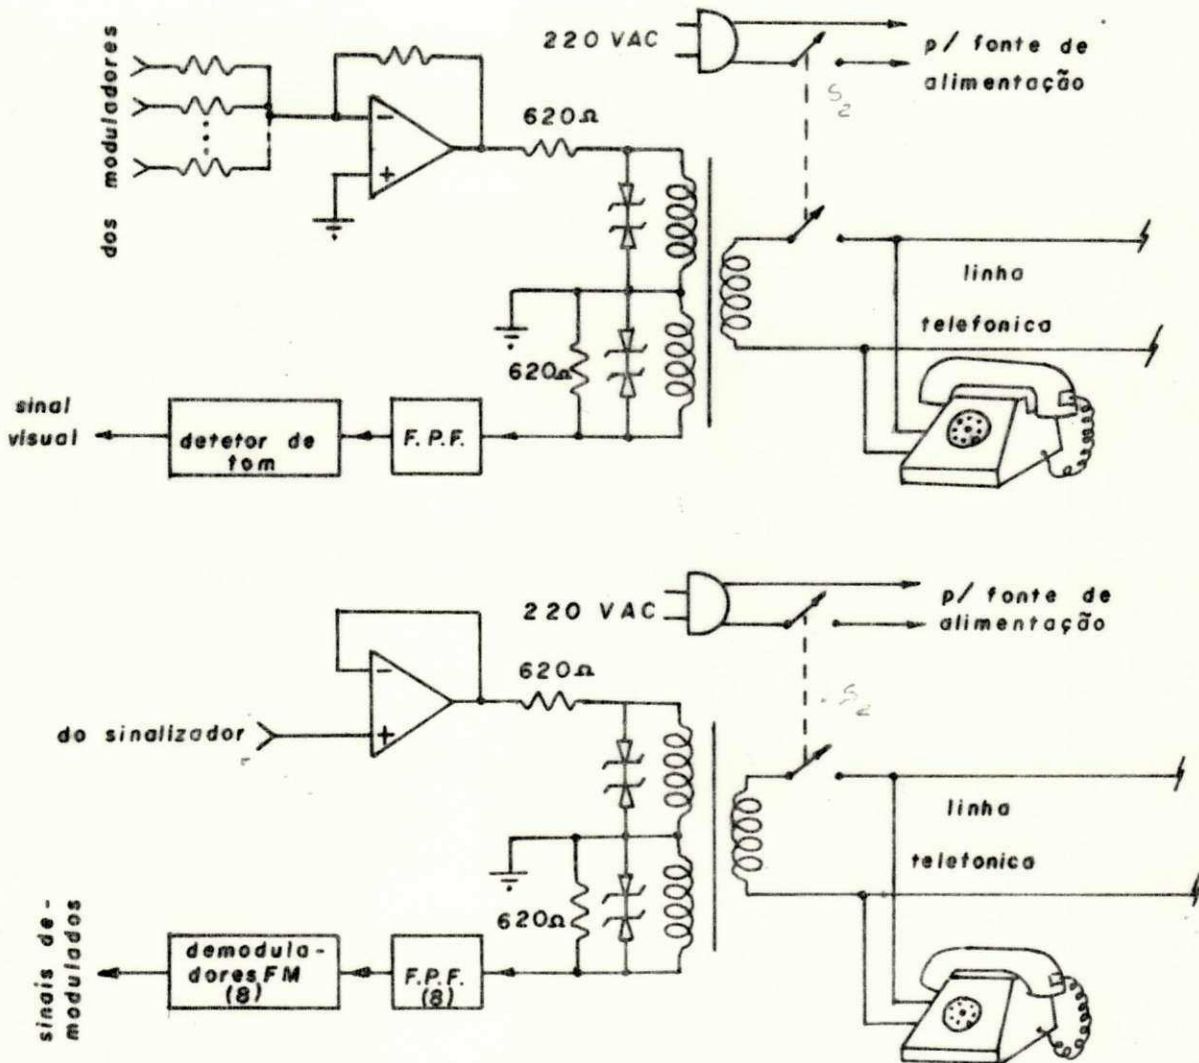 dos moduladores
220 VAC
p/ fonte de
alimentação
S2
620Ω
+
linha
telefonica
620Ω
sinal
visual
detetor de
tom
F.P.F.
220 VAC
p/ fonte de
alimentação
620Ω
S2
do sinalizador
+
linha
telefonica
620Ω
sinais de-
modulados
demodula-
dores FM
(8)
F.P.F.
(8)